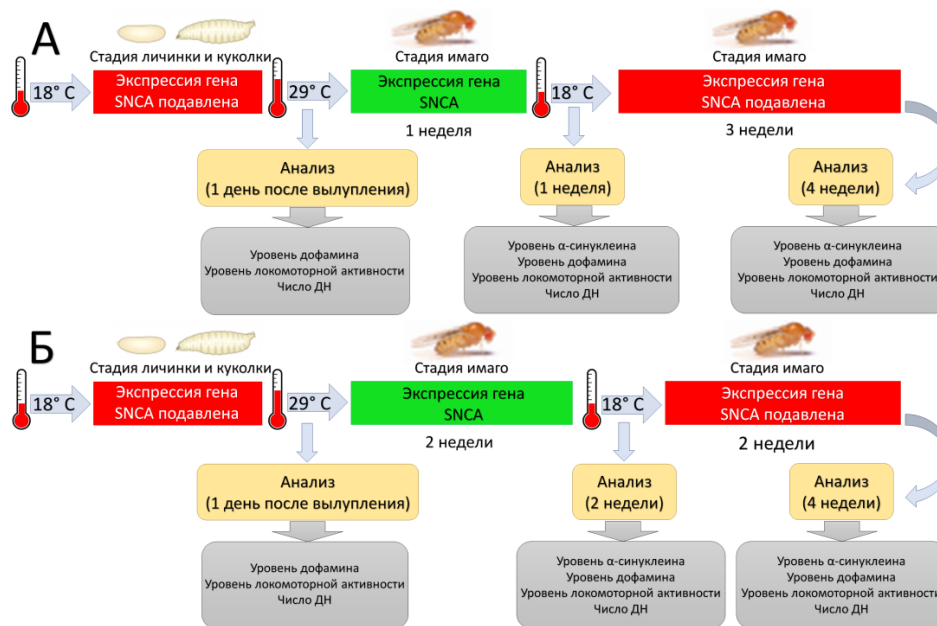 А
Стадия личинки и куколки
Стадия имаго
Стадия имаго
18° C
Экспрессия гена
SNCA подавлена
29° C
Экспрессия гена
SNCA
18° C
Экспрессия гена
SNCA подавлена
1 неделя
3 недели
Анализ
(1 день после вылупления)
Анализ
(1 неделя)
Анализ
(4 недели)
Уровень дофамина
Уровень локомоторной активности
Число ДН
Уровень α-синуклеина
Уровень дофамина
Уровень локомоторной активности
Число ДН
Уровень α-синуклеина
Уровень дофамина
Уровень локомоторной активности
Число ДН
Б
Стадия личинки и куколки
Стадия имаго
Стадия имаго
18° C
Экспрессия гена
SNCA подавлена
29° C
Экспрессия гена
SNCA
18° C
Экспрессия гена
SNCA подавлена
2 недели
2 недели
Анализ
(1 день после вылупления)
Анализ
(2 недели)
Анализ
(4 недели)
Уровень дофамина
Уровень локомоторной активности
Число ДН
Уровень α-синуклеина
Уровень дофамина
Уровень локомоторной активности
Число ДН
Уровень α-синуклеина
Уровень дофамина
Уровень локомоторной активности
Число ДН